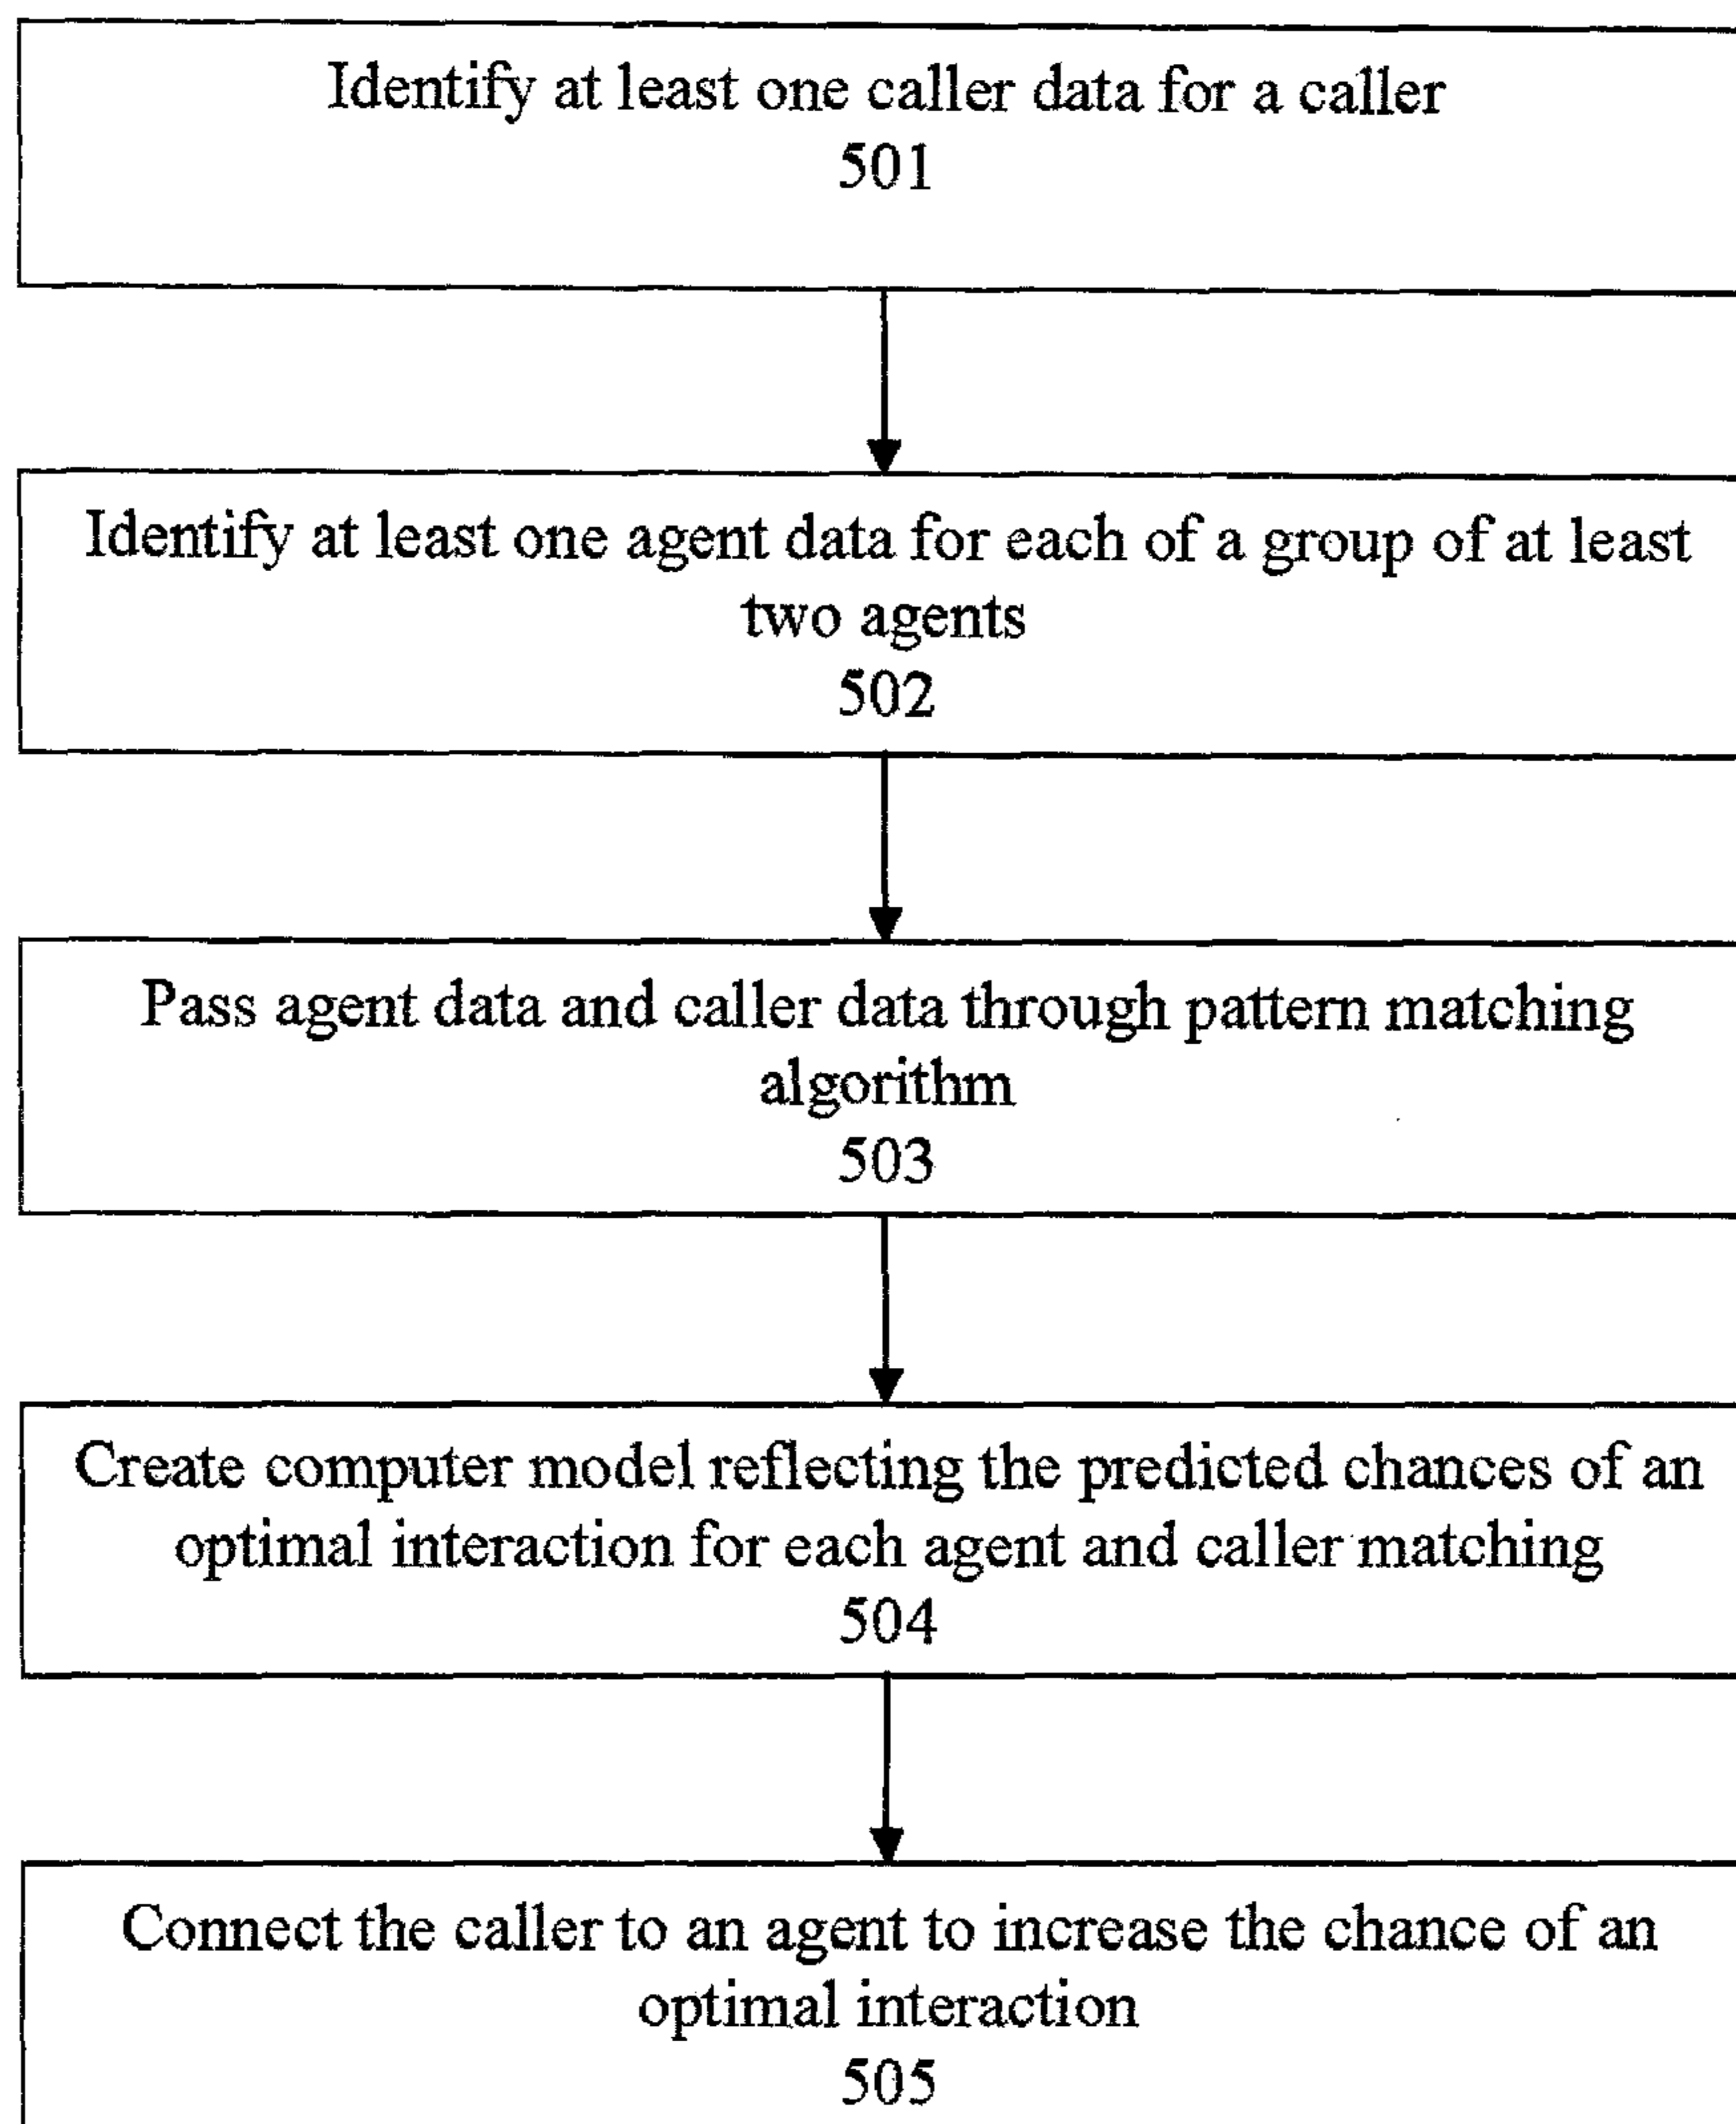 Identify at least one caller data for a caller
501
Identify at least one agent data for each of a group of at least
two agents
502
Pass agent data and caller data through pattern matching
algorithm
503
Create computer model reflecting the predicted chances of an
optimal interaction for each agent and caller matching
504
Connect the caller to an agent to increase the chance of an
optimal interaction
505